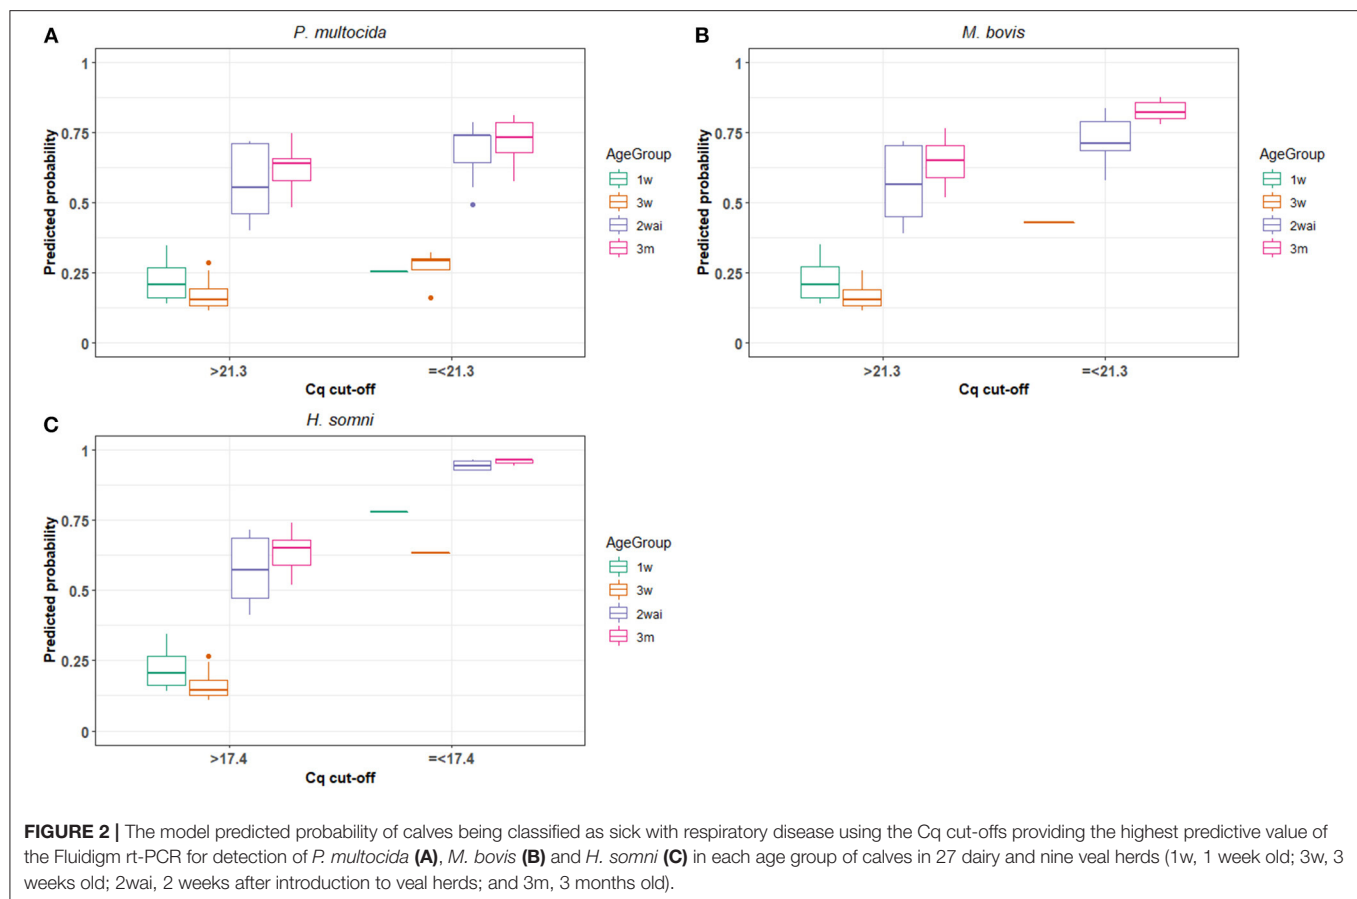 A
P. multocida
1
0.75
0.5
0.25
0
Predicted probability
>21.3
=<21.3
Cq cut-off
AgeGroup
1w
3w
2wai
3m
B
M. bovis
1
0.75
0.5
0.25
0
Predicted probability
>21.3
=<21.3
Cq cut-off
AgeGroup
1w
3w
2wai
3m
C
H. somni
1
0.75
0.5
0.25
0
Predicted probability
>17.4
=<17.4
Cq cut-off
AgeGroup
1w
3w
2wai
3m
FIGURE 2 | The model predicted probability of calves being classified as sick with respiratory disease using the Cq cut-offs providing the highest predictive value of
the Fluidigm rt-PCR for detection of P. multocida (A), M. bovis (B) and H. somni (C) in each age group of calves in 27 dairy and nine veal herds (1w, 1 week old; 3w, 3
weeks old; 2wai, 2 weeks after introduction to veal herds; and 3m, 3 months old).